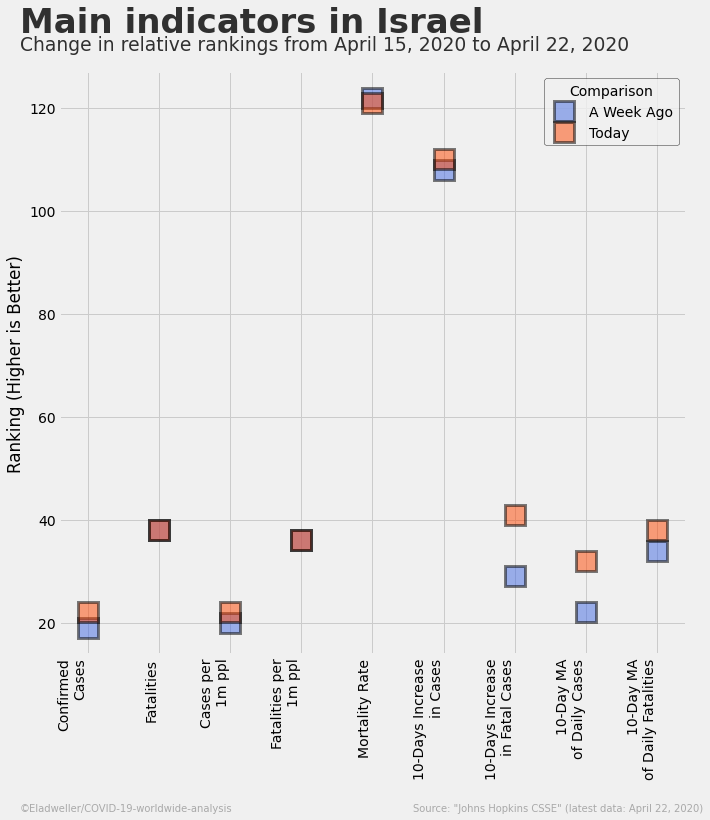 Main indicators in Israel
Change in relative rankings from April 15, 2020 to April 22, 2020
Comparison
A Week Ago
Today
Ranking (Higher is Better)
120
100
80
60
40
20
Confirmed
Cases
Fatalities
Cases per
1m ppl
Fatalities per
1m ppl
Mortality Rate
10-Days Increase
in Cases
10-Days Increase
in Fatal Cases
10-Day MA
of Daily Cases
10-Day MA
of Daily Fatalities
©Eladweller/COVID-19-worldwide-analysis
Source: "Johns Hopkins CSSE" (latest data: April 22, 2020)